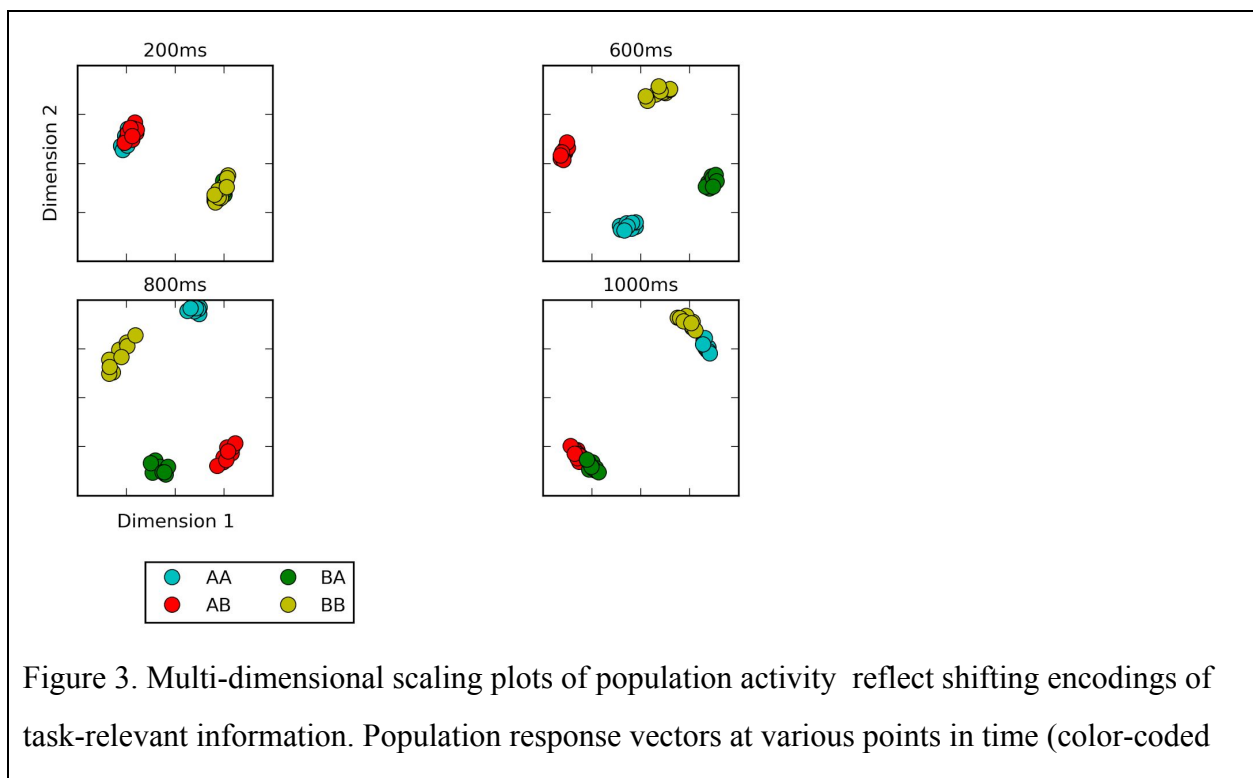 200ms
600ms
Dimension 2
800ms
1000ms
Dimension 1
AA BA
AB BB
Figure 3. Multi-dimensional scaling plots of population activity reflect shifting encodings of
task-relevant information. Population response vectors at various points in time (color-coded